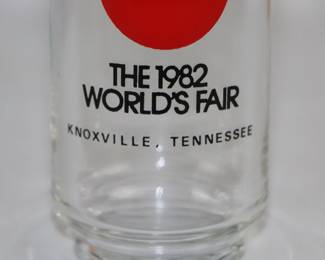 THE 1982
WORLD'S FAIR
KNOXVILLE, TENNESSEE